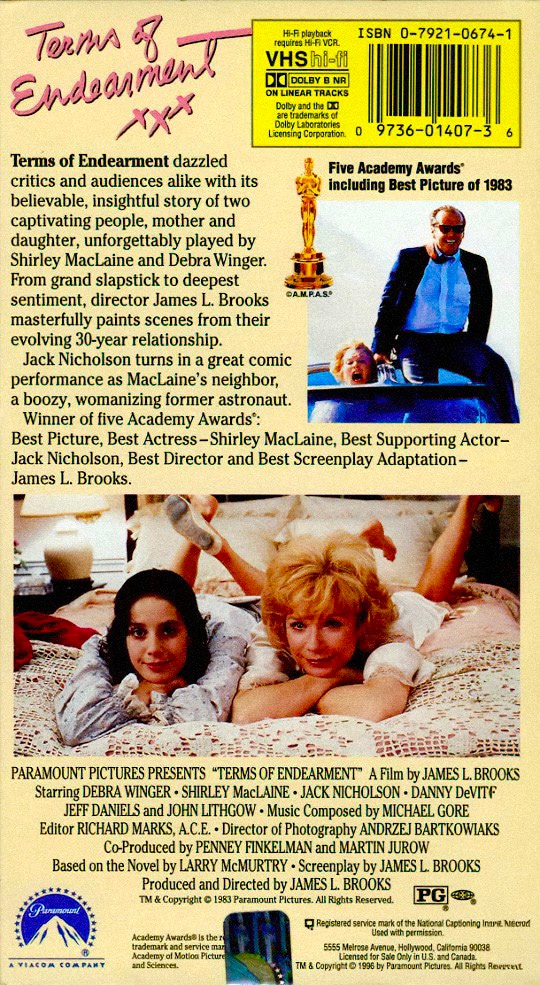 Terms of
Endearment
xxx
Hi-Fi playback
requires Hi-Fi VCR.
VHS hi-fi
DOLBY B NR
ON LINEAR TRACKS
Dolby and the
are trademarks of
Dolby Laboratories
Licensing Corporation.
ISBN 0-7921-0674-1
0 9736-01407-3 6
Terms of Endearment dazzled
critics and audiences alike with its
believable, insightful story of two
captivating people, mother and
daughter, unforgettably played by
Shirley MacLaine and Debra Winger.
From grand slapstick to deepest
sentiment, director James L. Brooks
masterfully paints scenes from their
evolving 30-year relationship.
Jack Nicholson turns in a great comic
performance as MacLaine's neighbor,
a boozy, womanizing former astronaut.
Winner of five Academy Awards®:
Best Picture, Best Actress–Shirley MacLaine, Best Supporting Actor–
Jack Nicholson, Best Director and Best Screenplay Adaptation–
James L. Brooks.
Five Academy Awards®
including Best Picture of 1983
©A.M.P.A.S.®
PARAMOUNT PICTURES PRESENTS "TERMS OF ENDEARMENT" A Film by JAMES L. BROOKS
Starring DEBRA WINGER • SHIRLEY MacLAINE • JACK NICHOLSON • DANNY DeVITO
JEFF DANIELS and JOHN LITHGOW • Music Composed by MICHAEL GORE
Editor RICHARD MARKS, A.C.E. • Director of Photography ANDRZEJ BARTKOWIAKS
Co-Produced by PENNEY FINKELMAN and MARTIN JUROW
Based on the Novel by LARRY McMURTRY • Screenplay by JAMES L. BROOKS
Produced and Directed by JAMES L. BROOKS
TM & Copyright © 1983 Paramount Pictures. All Rights Reserved.
PG
Paramount
A VIACOM COMPANY
Academy Awards® is the
trademark and service
Academy of Motion Picture
and Sciences.
Registered service mark of the National Captioning
Used with permission.
5555 Melrose Avenue, Hollywood, California 90038
Licensed for Sale Only in U.S. and Canada.
TM & Copyright © 1996 by Paramount Pictures. All Rights Reserved.